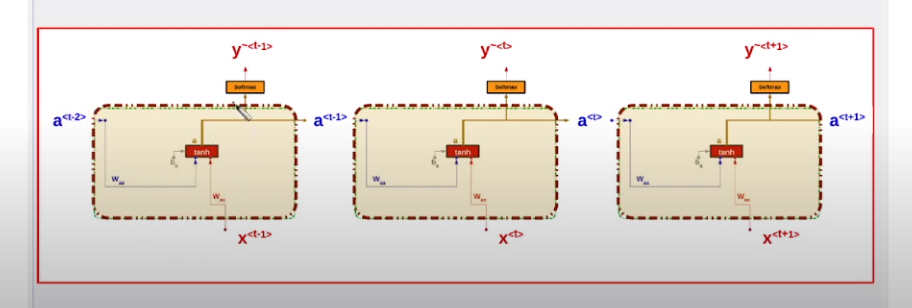 y~<t-1> y~<t> y~<t+1>
Softmax Softmax Softmax
a<t-2> a<t-1> a<t> a<t+1>
a a a
tanh tanh tanh
Waa Waa Waa
Wax Wax Wax
x<t-1> x<t> x<t+1>